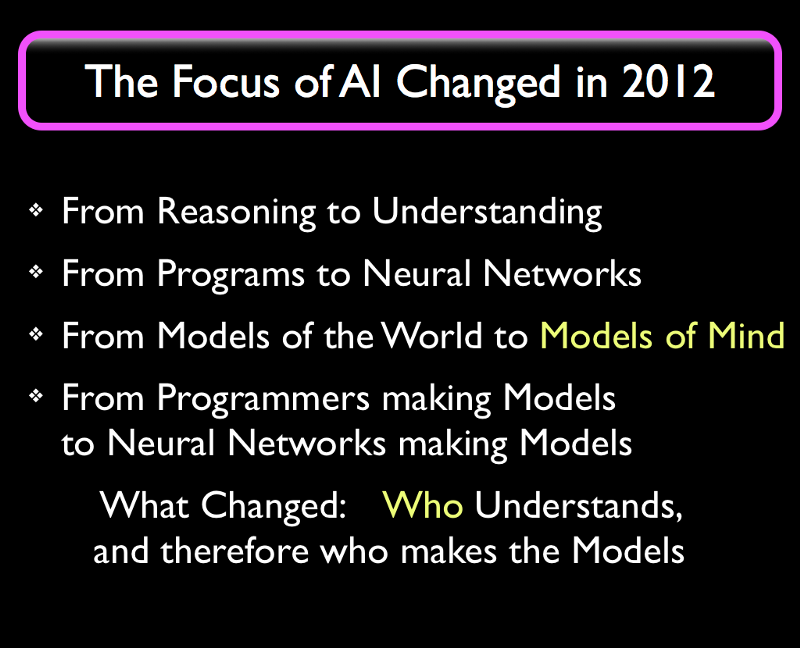 The Focus of AI Changed in 2012
❖ From Reasoning to Understanding
❖ From Programs to Neural Networks
❖ From Models of the World to Models of Mind
❖ From Programmers making Models
to Neural Networks making Models
What Changed: Who Understands,
and therefore who makes the Models